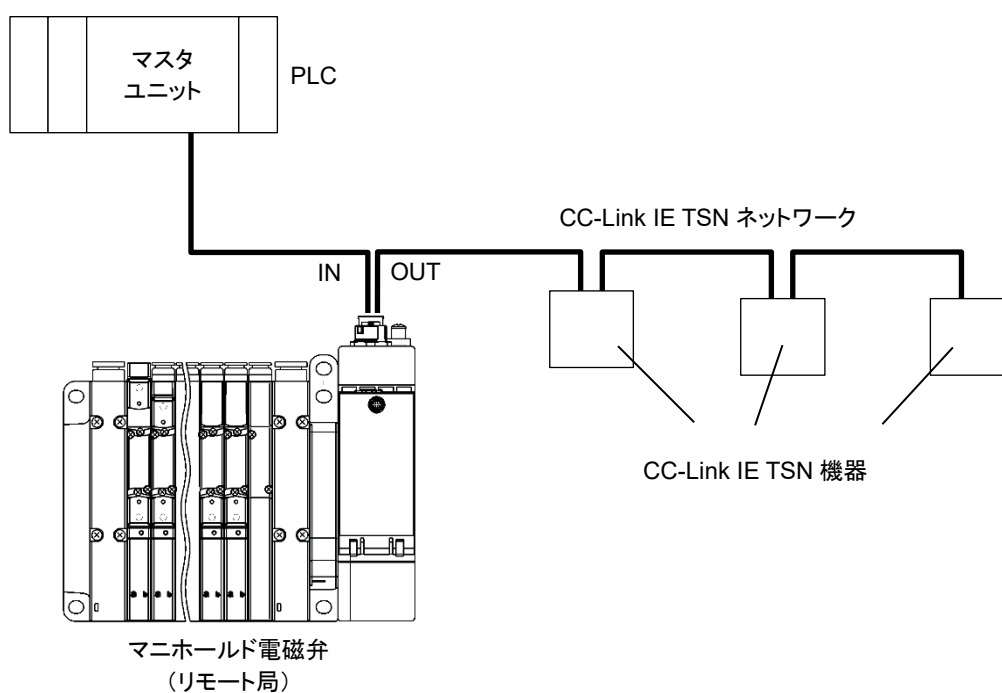 マスタ
ユニット
PLC
CC-Link IE TSN ネットワーク
IN
OUT
CC-Link IE TSN 機器
マニホールド電磁弁
（リモート局）